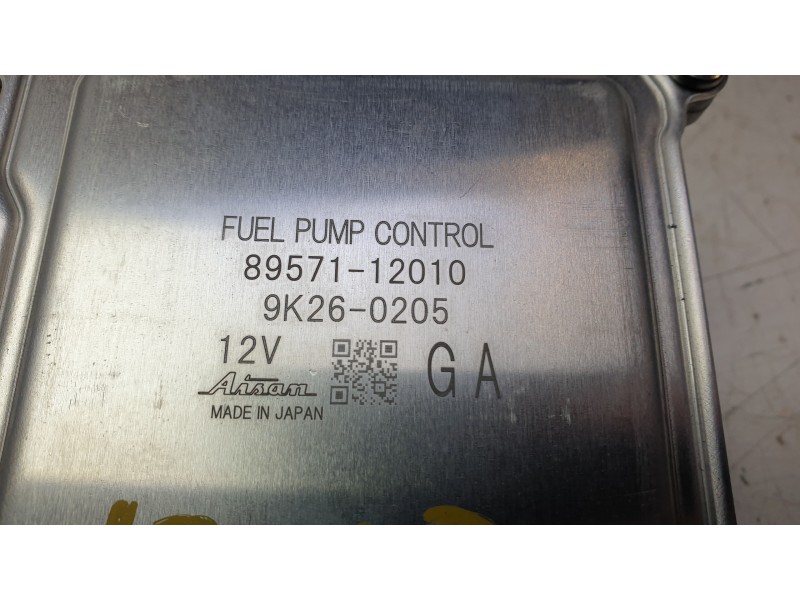 FUEL PUMP CONTROL
89571-12010
9K26-0205
12V
GA
Aisan
MADE IN JAPAN